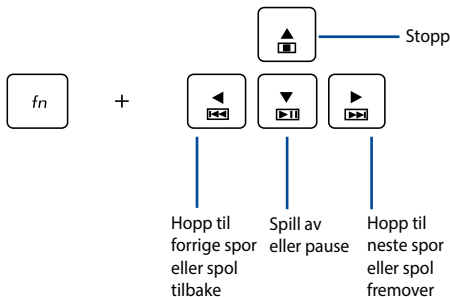 Stopp
fn +
Hopp til
forrige spor
eller spol
tilbake
Spill av
eller pause
Hopp til
neste spor
eller spol
fremover